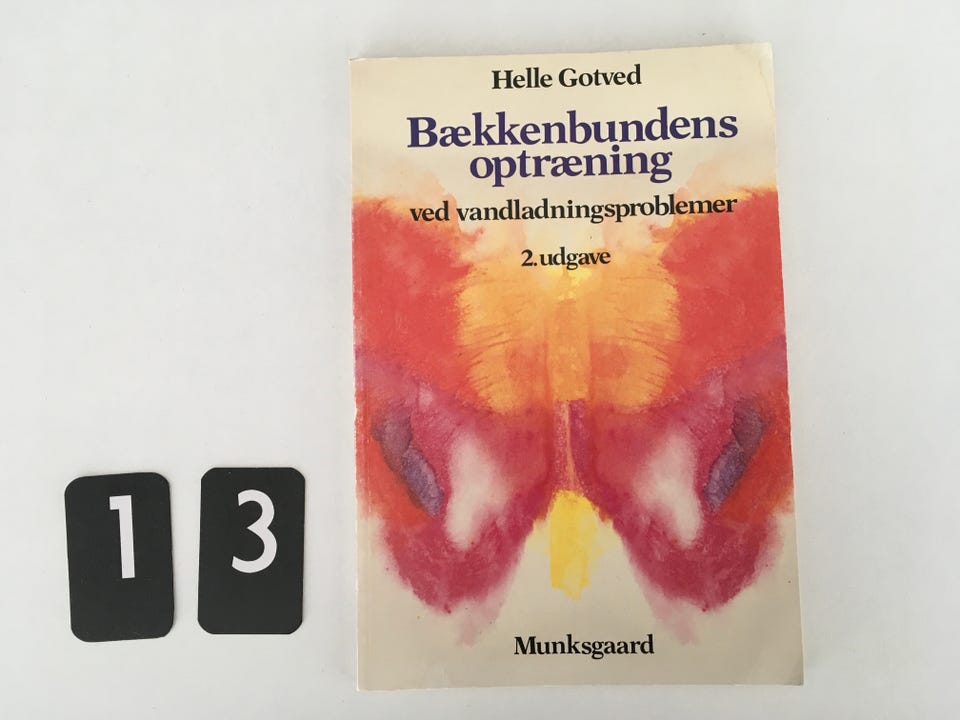 Helle Gotved
Bækkenbundens
optræning
ved vandladningsproblemer
2. udgave
1 3
Munksgaard